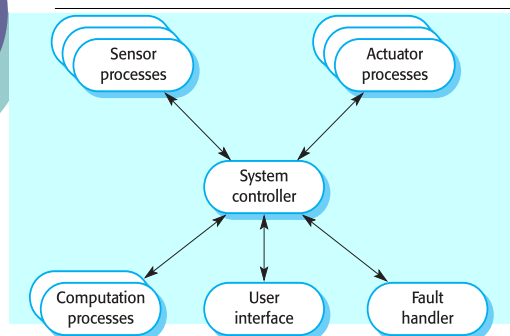 Sensor
processes
Actuator
processes
System
controller
Computation
processes
User
interface
Fault
handler